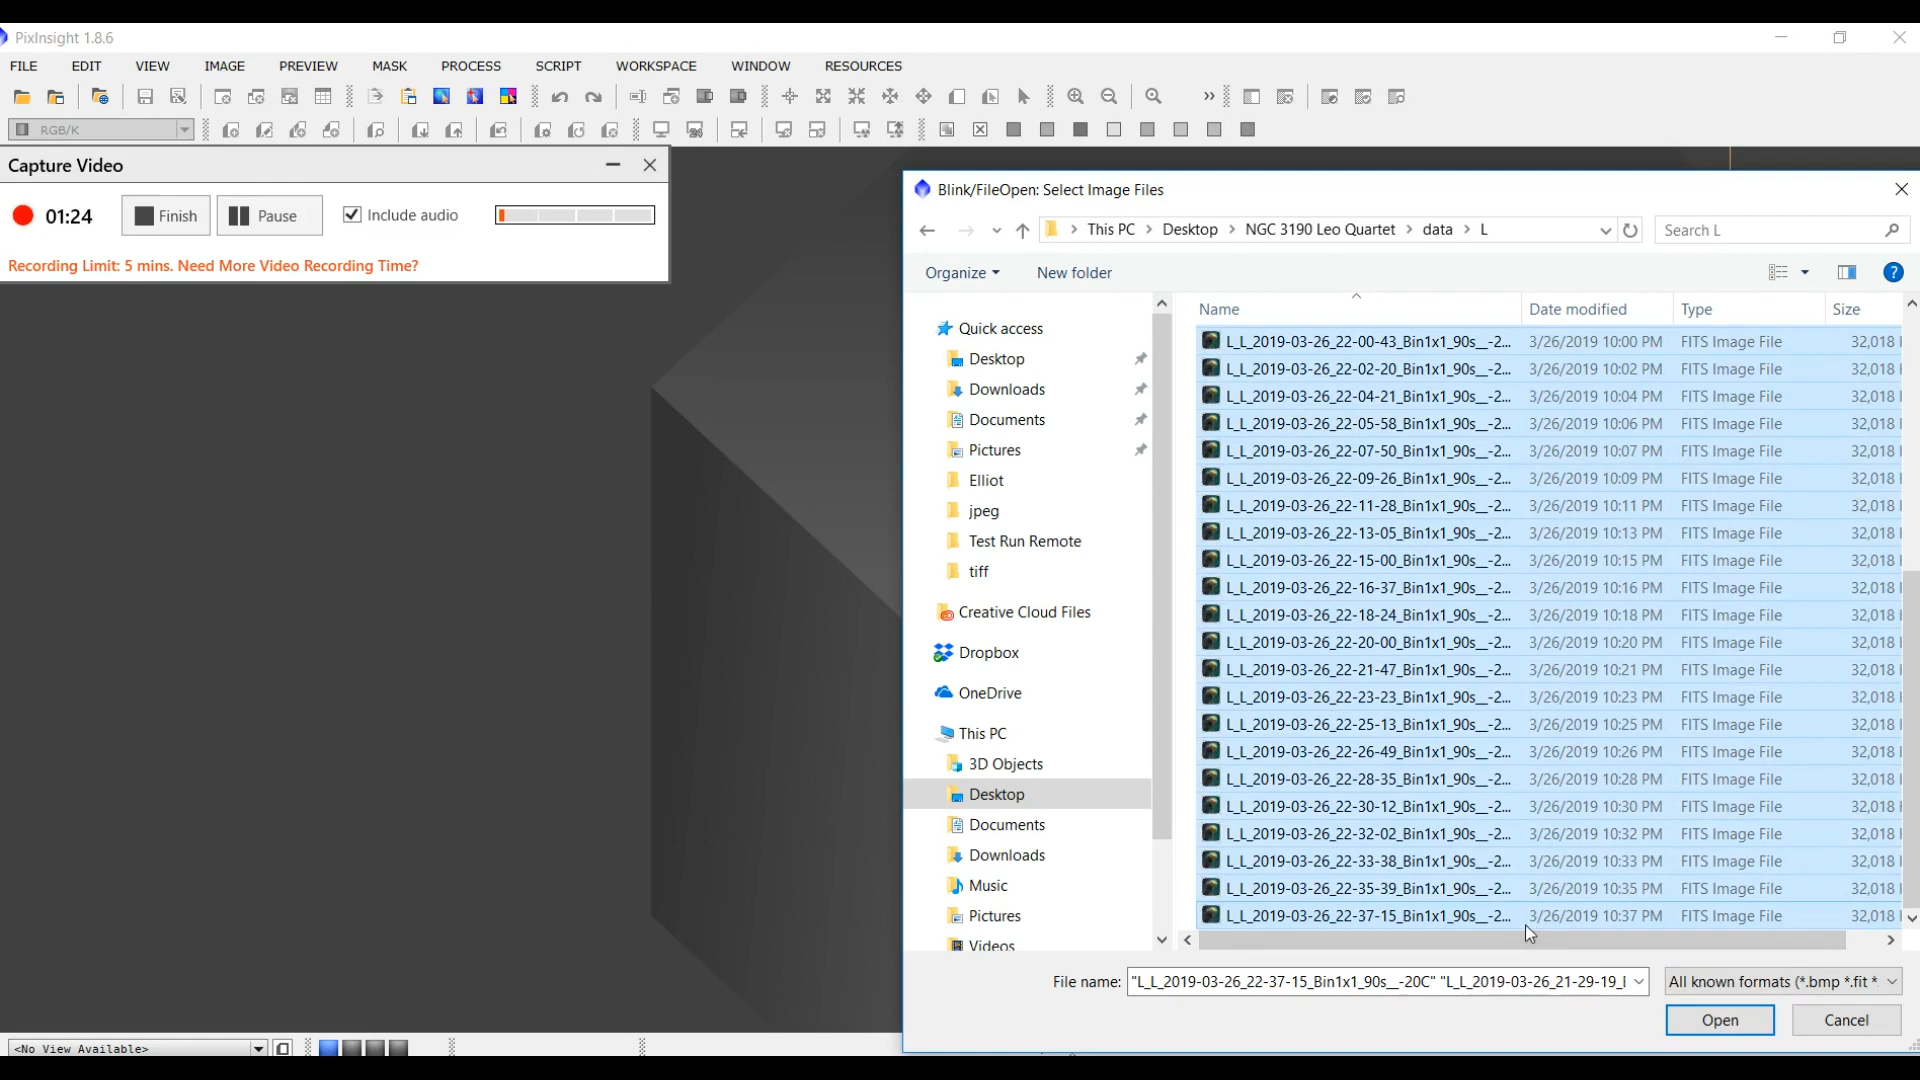 PixInsight 1.8.6
FILE EDIT VIEW IMAGE PREVIEW MASK PROCESS SCRIPT WORKSPACE WINDOW RESOURCES
RGB/K
Capture Video
01:24 Finish Pause Include audio
Recording Limit: 5 mins. Need More Video Recording Time?
Blink/FileOpen: Select Image Files
This PC > Desktop > NGC 3190 Leo Quartet > data > L
Search L
Organize New folder
Quick access
Desktop
Downloads
Documents
Pictures
Elliot
jpeg
Test Run Remote
tiff
Creative Cloud Files
Dropbox
OneDrive
This PC
3D Objects
Desktop
Documents
Downloads
Music
Pictures
Videos
Name Date modified Type Size
L_L_2019-03-26_22-00-43_Bin1x1_90s__-2... 3/26/2019 10:00 PM FITS Image File 32,018
L_L_2019-03-26_22-02-20_Bin1x1_90s__-2... 3/26/2019 10:02 PM FITS Image File 32,018
L_L_2019-03-26_22-04-21_Bin1x1_90s__-2... 3/26/2019 10:04 PM FITS Image File 32,018
L_L_2019-03-26_22-05-58_Bin1x1_90s__-2... 3/26/2019 10:06 PM FITS Image File 32,018
L_L_2019-03-26_22-07-50_Bin1x1_90s__-2... 3/26/2019 10:07 PM FITS Image File 32,018
L_L_2019-03-26_22-09-26_Bin1x1_90s__-2... 3/26/2019 10:09 PM FITS Image File 32,018
L_L_2019-03-26_22-11-28_Bin1x1_90s__-2... 3/26/2019 10:11 PM FITS Image File 32,018
L_L_2019-03-26_22-13-05_Bin1x1_90s__-2... 3/26/2019 10:13 PM FITS Image File 32,018
L_L_2019-03-26_22-15-00_Bin1x1_90s__-2... 3/26/2019 10:15 PM FITS Image File 32,018
L_L_2019-03-26_22-16-37_Bin1x1_90s__-2... 3/26/2019 10:16 PM FITS Image File 32,018
L_L_2019-03-26_22-18-24_Bin1x1_90s__-2... 3/26/2019 10:18 PM FITS Image File 32,018
L_L_2019-03-26_22-20-00_Bin1x1_90s__-2... 3/26/2019 10:20 PM FITS Image File 32,018
L_L_2019-03-26_22-21-47_Bin1x1_90s__-2... 3/26/2019 10:21 PM FITS Image File 32,018
L_L_2019-03-26_22-23-23_Bin1x1_90s__-2... 3/26/2019 10:23 PM FITS Image File 32,018
L_L_2019-03-26_22-25-13_Bin1x1_90s__-2... 3/26/2019 10:25 PM FITS Image File 32,018
L_L_2019-03-26_22-26-49_Bin1x1_90s__-2... 3/26/2019 10:26 PM FITS Image File 32,018
L_L_2019-03-26_22-28-35_Bin1x1_90s__-2... 3/26/2019 10:28 PM FITS Image File 32,018
L_L_2019-03-26_22-30-12_Bin1x1_90s__-2... 3/26/2019 10:30 PM FITS Image File 32,018
L_L_2019-03-26_22-32-02_Bin1x1_90s__-2... 3/26/2019 10:32 PM FITS Image File 32,018
L_L_2019-03-26_22-33-38_Bin1x1_90s__-2... 3/26/2019 10:33 PM FITS Image File 32,018
L_L_2019-03-26_22-35-39_Bin1x1_90s__-2... 3/26/2019 10:35 PM FITS Image File 32,018
L_L_2019-03-26_22-37-15_Bin1x1_90s__-2... 3/26/2019 10:37 PM FITS Image File 32,018
File name: "L_L_2019-03-26_22-37-15_Bin1x1_90s__-20C" "L_L_2019-03-26_21-29-19_I
All known formats (*.bmp *.fit *
Open Cancel
<No View Available>